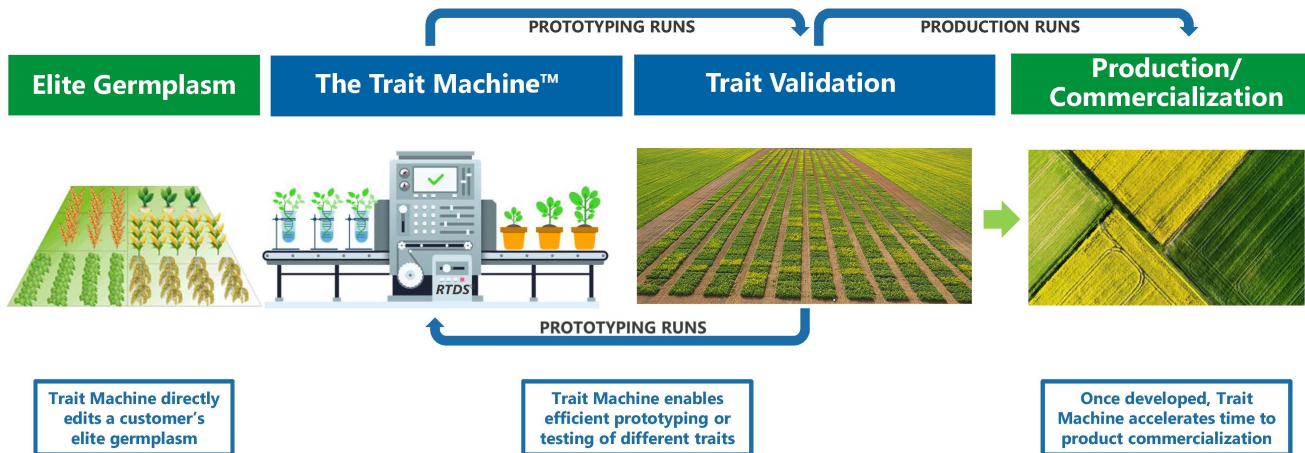 PROTOTYPING RUNS
PRODUCTION RUNS
Elite Germplasm
The Trait Machine™
Trait Validation
Production/
Commercialization
RTDS
PROTOTYPING RUNS
Trait Machine directly
edits a customer's
elite germplasm
Trait Machine enables
efficient prototyping or
testing of different traits
Once developed, Trait
Machine accelerates time to
product commercialization